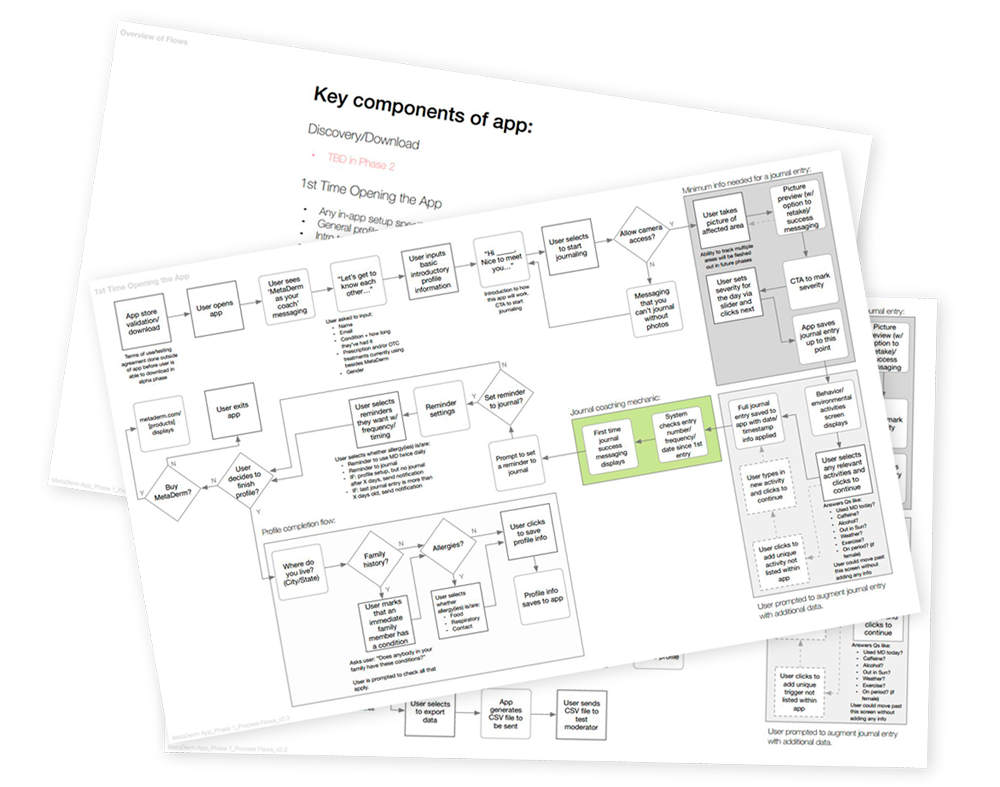 Overview of Flows
Key components of app:
Discovery/Download
• TBD in Phase 2
1st Time Opening the App
• Any in-app setup
• General
1st Time Opening the App
App store
validation/
download
Terms of use/testing
agreement done outside
of app before user is
able to download in
alpha phase
User opens
app
User sees
“MetaDerm
as your
coach”
messaging
“Let’s get to
know each
other…”
User asked to input:
• Name
• Email
• Condition + how long
they’ve had it
• Prescription and/or OTC
treatments currently using
besides MetaDerm
• Gender
User inputs
basic
introductory
profile
information
“Hi _____,
Nice to meet
you…”
Introduction to how
this app will work,
CTA to start
journaling
User selects
to start
journaling
Allow camera
access?
Y
N
Messaging
that you
can’t journal
without
photos
Minimum info needed for a journal entry:
User takes
picture of
affected area
Ability to track multiple
areas will be fleshed
out in future phases
Picture
preview (w/
option to
retake)/
success
messaging
CTA to mark
severity
User sets
severity for
the day via
slider and
clicks next
App saves
journal entry
up to this
point
Behavior/
environmental
activities
screen
displays
Full journal
entry saved to
app with date/
timestamp
info applied
User selects
any relevant
activities and
clicks to
continue
Answers Qs like:
• Used MD today?
• Caffeine?
• Alcohol?
• Out in Sun?
• Weather?
• Exercise?
• On period? (if
female)
User could move past
this screen without
adding any info
User types in
new activity
and clicks to
continue
User clicks to
add unique
activity not
listed within
app
User prompted to augment journal entry
with additional data.
Journal coaching mechanic:
System
checks entry
number/
frequency/
date since 1st
entry
First time
journal
success
messaging
displays
Prompt to set
a reminder to
journal
Set reminder
to journal?
N
Y
Reminder
settings
User selects
reminders
they want w/
frequency/
timing
User selects whether allergy(ies) is/are:
• Reminder to use MD twice daily
• Reminder to journal
• IF: profile setup, but no journal
after X days, send notification
• IF: last journal entry is more than
X days old, send notification
User exits
app
metaderm.com/
[products]
displays
N
Y
Buy
MetaDerm?
N
User
decides to
finish
profile?
Y
Profile completion flow:
Where do
you live?
(City/State)
Family
history?
N
Y
User marks
that an
immediate
family
member has
a condition
Asks user: “Does anybody in your
family have these conditions?”
User is prompted to check all that
apply.
Allergies?
N
Y
User selects
whether
allergy(ies) is/are:
• Food
• Respiratory
• Contact
User clicks
to save
profile info
Profile info
saves to app
MetaDerm App_Phase 1_Process Flows_v2.3
journal entry:
Picture
preview (w/
option to
retake)/
success
messaging
clicks to
continue
Answers Qs like:
• Used MD today?
• Caffeine?
• Alcohol?
• Out in Sun?
• Weather?
• Exercise?
• On period? (if
female)
User could move past
this screen without
adding any info
User clicks to
add unique
trigger not
listed within
app
User prompted to augment journal entry
with additional data.
profile
User selects
to export
data
App
generates
CSV file to
be sent
User sends
CSV file to
test
moderator
MetaDerm App_Phase 1_Process Flows_v2.3